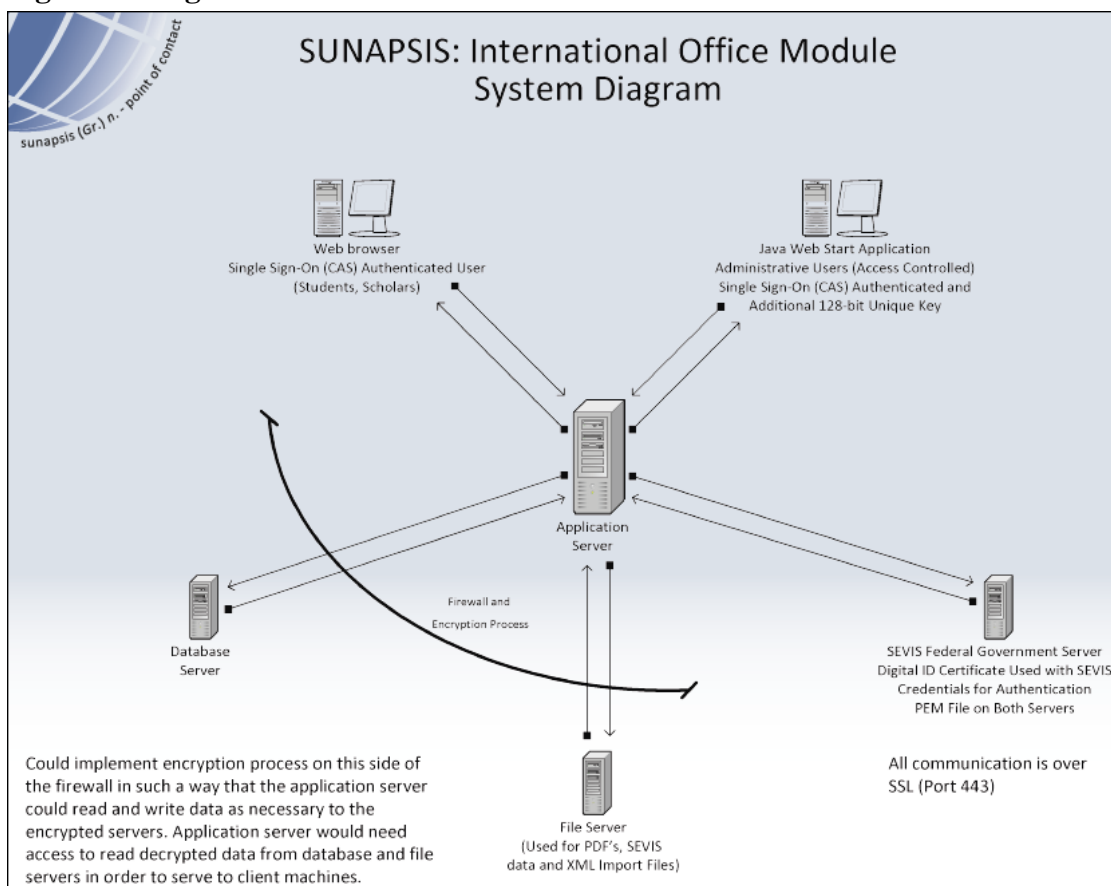 SUNAPSIS: International Office Module
System Diagram
sunapsis (Gr.) n. - point of contact
Web browser
Single Sign-On (CAS) Authenticated User
(Students, Scholars)
Java Web Start Application
Administrative Users (Access Controlled)
Single Sign-On (CAS) Authenticated and
Additional 128-bit Unique Key
Application
Server
Firewall and
Encryption Process
Database
Server
SEVIS Federal Government Server
Digital ID Certificate Used with SEVIS
Credentials for Authentication
PEM File on Both Servers
Could implement encryption process on this side of
the firewall in such a way that the application server
could read and write data as necessary to the
encrypted servers. Application server would need
access to read decrypted data from database and file
servers in order to serve to client machines.
File Server
(Used for PDF's, SEVIS
data and XML Import Files)
All communication is over
SSL (Port 443)